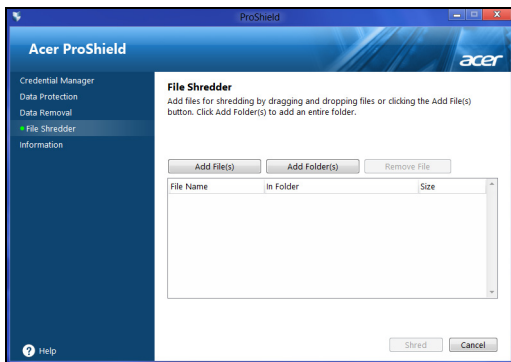 ProShield
Acer ProShield
acer
Credential Manager
Data Protection
Data Removal
File Shredder
Information
Help
File Shredder
Add files for shredding by dragging and dropping files or clicking the Add File(s)
button. Click Add Folder(s) to add an entire folder.
Add File(s) Add Folder(s) Remove File
File Name In Folder Size
Shred Cancel